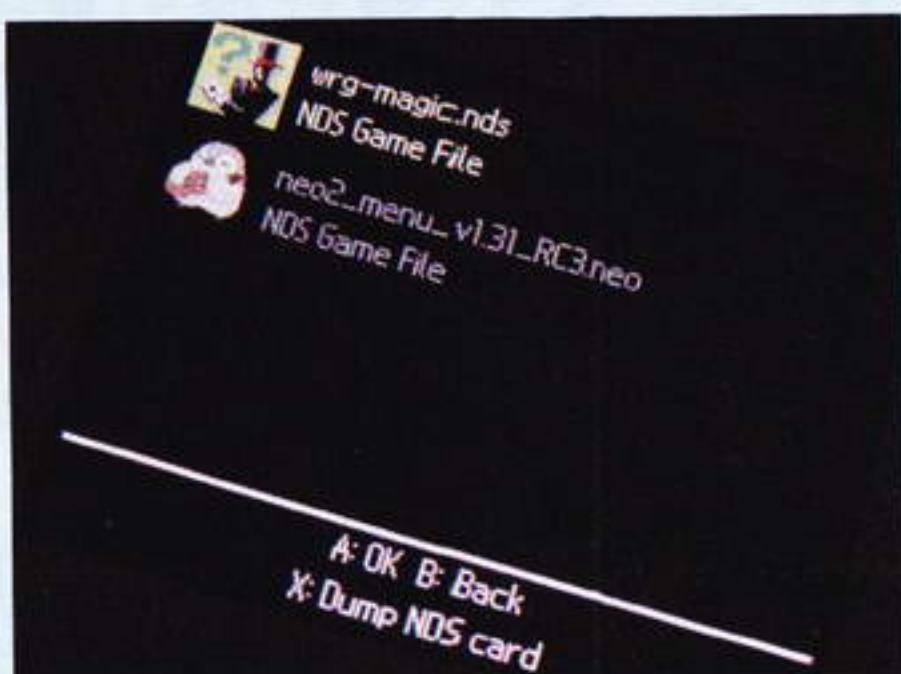 wrg-magic.nds
NDS Game File
neo2_menu_v1.31_RC3.neo
NDS Game File
A: OK B: Back
X: Dump NDS card